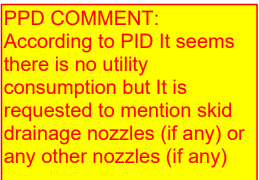 PPD COMMENT:
According to PID It seems
there is no utility
consumption but It is
requested to mention skid
drainage nozzles (if any) or
any other nozzles (if any)